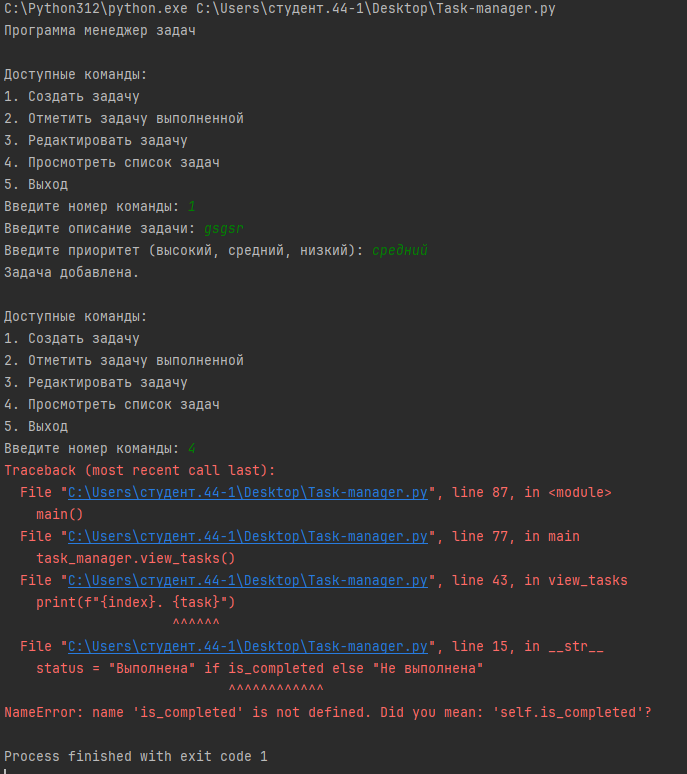 C:\Python312\python.exe C:\Users\студент.44-1\Desktop\Task-manager.py
Программа менеджер задач
Доступные команды:
1. Создать задачу
2. Отметить задачу выполненной
3. Редактировать задачу
4. Просмотреть список задач
5. Выход
Введите номер команды: 1
Введите описание задачи: gsgsr
Введите приоритет (высокий, средний, низкий): средний
Задача добавлена.
Доступные команды:
1. Создать задачу
2. Отметить задачу выполненной
3. Редактировать задачу
4. Просмотреть список задач
5. Выход
Введите номер команды: 4
Traceback (most recent call last):
  File "C:\Users\студент.44-1\Desktop\Task-manager.py", line 87, in <module>
    main()
  File "C:\Users\студент.44-1\Desktop\Task-manager.py", line 77, in main
    task_manager.view_tasks()
  File "C:\Users\студент.44-1\Desktop\Task-manager.py", line 43, in view_tasks
    print(f"{index}. {task}")
                     ^^^^^^
  File "C:\Users\студент.44-1\Desktop\Task-manager.py", line 15, in __str__
    status = "Выполнена" if is_completed else "Не выполнена"
                            ^^^^^^^^^^^^
NameError: name 'is_completed' is not defined. Did you mean: 'self.is_completed'?
Process finished with exit code 1